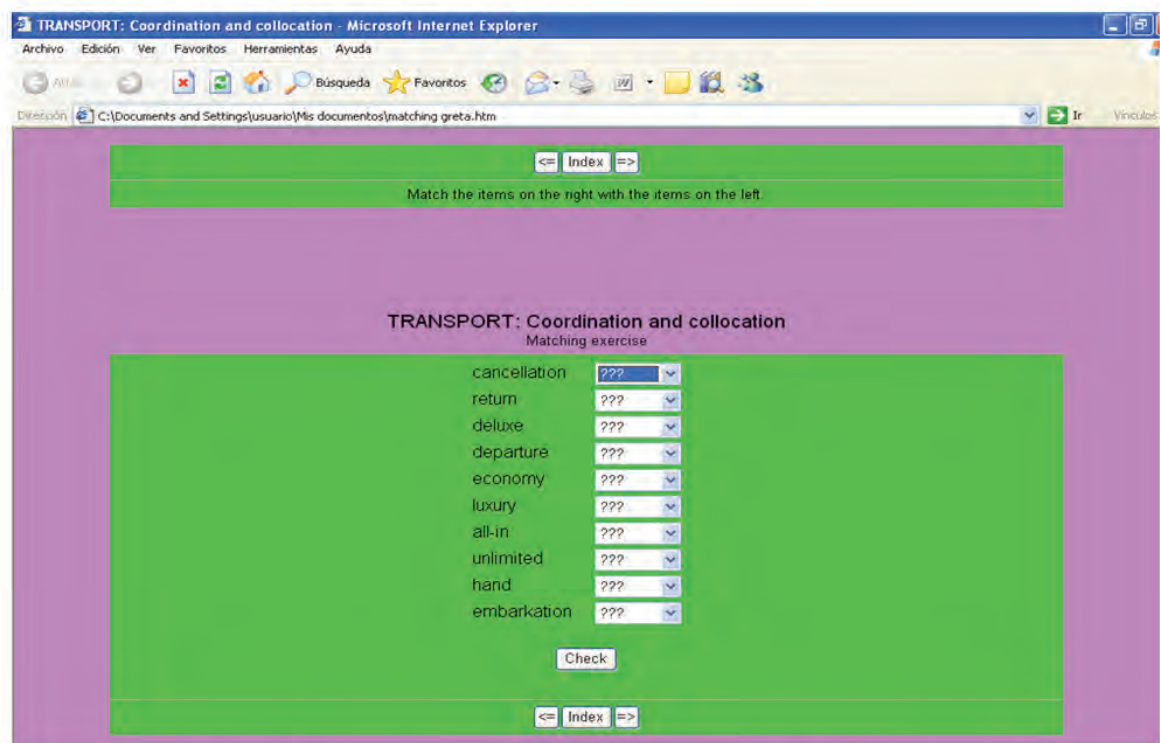 TRANSPORT: Coordination and collocation - Microsoft Internet Explorer
Archivo Edición Ver Favoritos Herramientas Ayuda
Búsqueda Favoritos
Dirección C:\Documents and Settings\usuario\Mis documentos\matching greta.htm Ir Vínculos
<= Index =>
Match the items on the right with the items on the left.
TRANSPORT: Coordination and collocation
Matching exercise
cancellation ???
return ???
deluxe ???
departure ???
economy ???
luxury ???
all-in ???
unlimited ???
hand ???
embarkation ???
Check
<= Index =>